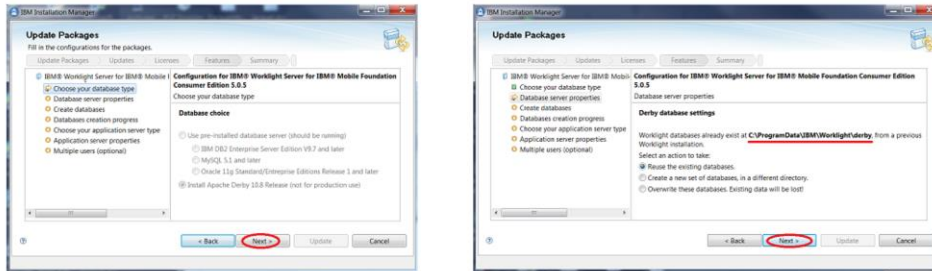 IBM Installation Manager
Update Packages
Fill in the configurations for the packages.
Update Packages Updates Licenses Features Summary
IBM® Worklight Server for IBM® Mobile
Choose your database type
Database server properties
Create databases
Databases creation progress
Choose your application server type
Application server properties
Multiple users (optional)
Configuration for IBM® Worklight Server for IBM® Mobile Foundation
Consumer Edition 5.0.5
Choose your database type
Database choice
Use pre-installed database server (should be running)
IBM DB2 Enterprise Server Edition V9.7 and later
MySQL 5.1 and later
Oracle 11g Standard/Entreprise Editions Release 1 and later
Install Apache Derby 10.8 Release (not for production use)
< Back Next > Update Cancel
IBM Installation Manager
Update Packages
Update Packages Updates Licenses Features Summary
IBM® Worklight Server for IBM® Mobile
Choose your database type
Database server properties
Create databases
Databases creation progress
Choose your application server type
Application server properties
Multiple users (optional)
Configuration for IBM® Worklight Server for IBM® Mobile Foundation Consumer Edition
5.0.5
Database server properties
Derby database settings
Worklight databases already exist at C:\ProgramData\IBM\Worklight\derby, from a previous
Worklight installation.
Select an action to take:
Reuse the existing databases.
Create a new set of databases, in a different directory.
Overwrite these databases. Existing data will be lost!
< Back Next > Update Cancel